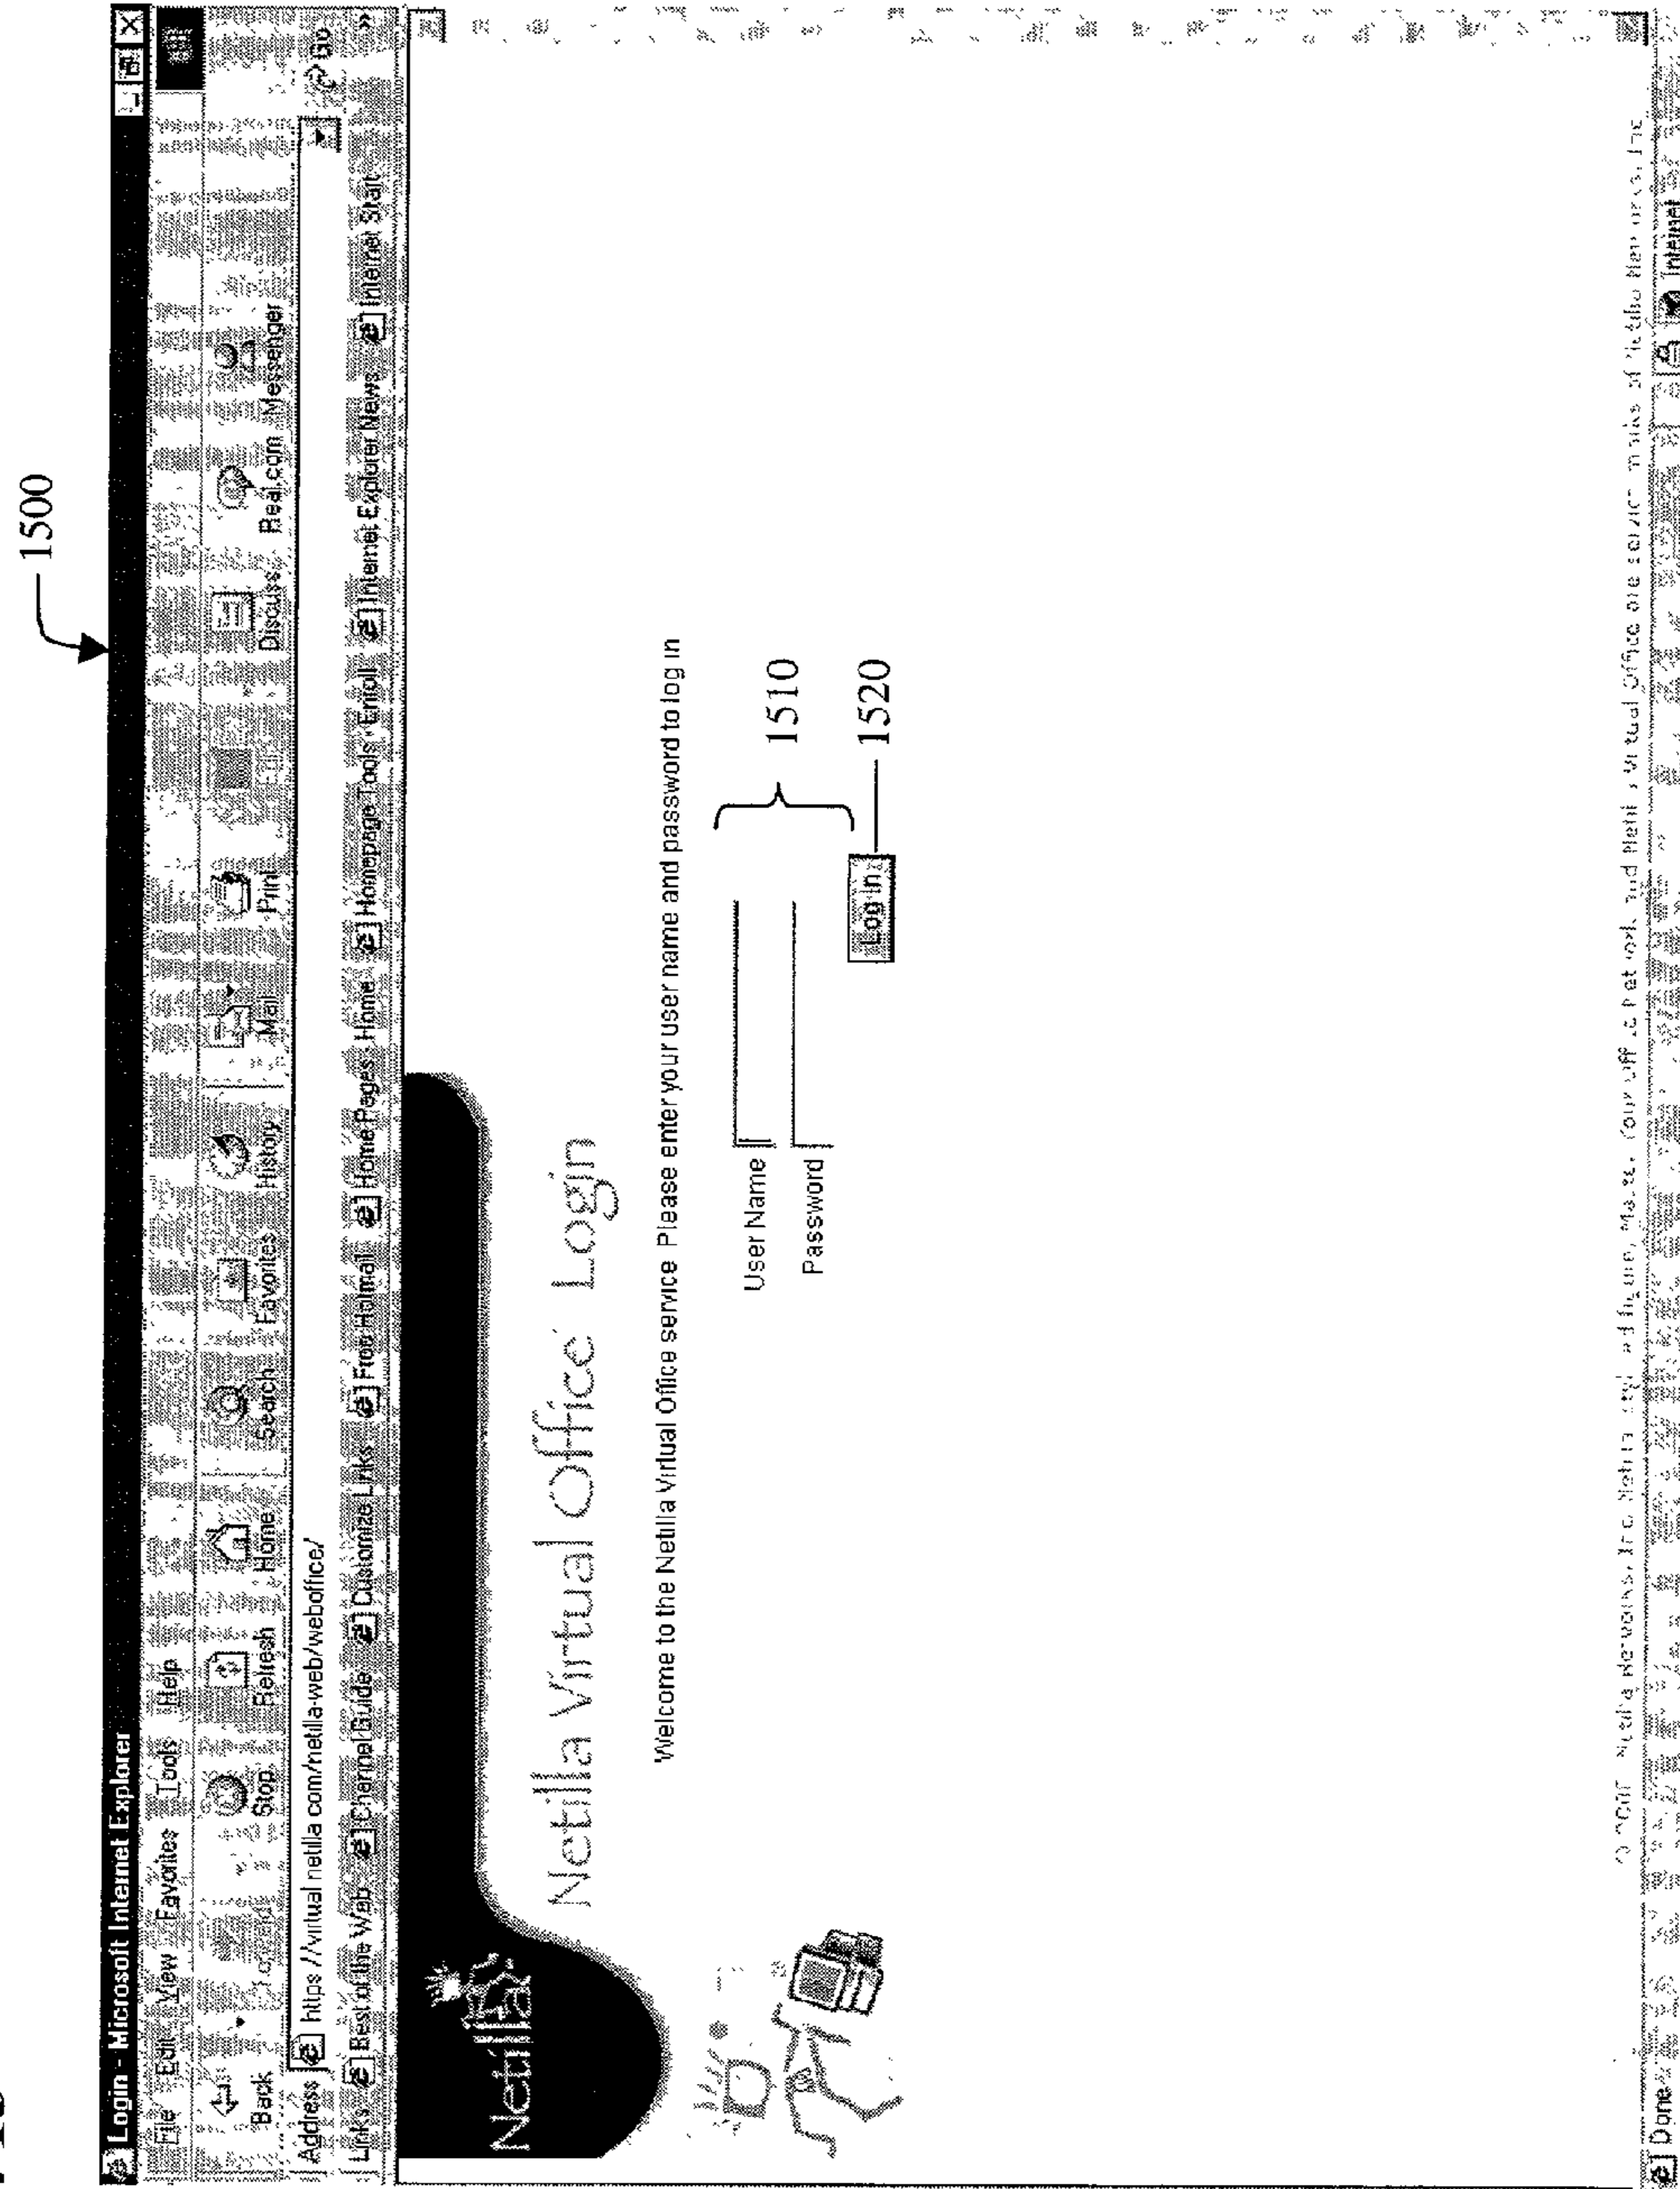 1500
Login - Microsoft Internet Explorer
File Edit View Favorites Tools Help
Back Stop Refresh Home Search Favorites History Mail Print Discuss Real.com Messenger
Address https //virtual netilla com/netilla-web/weboffice/ Go
Links Best of the Web Channel Guide Customize Links Free Hotmail Home Pages - Home Homepage Tools - Enroll Internet Explorer News Internet Start »
Netilla
Netilla Virtual Office Login
Welcome to the Netilla Virtual Office service Please enter your user name and password to log in
User Name
Password
1510
Log In
1520
Done Internet